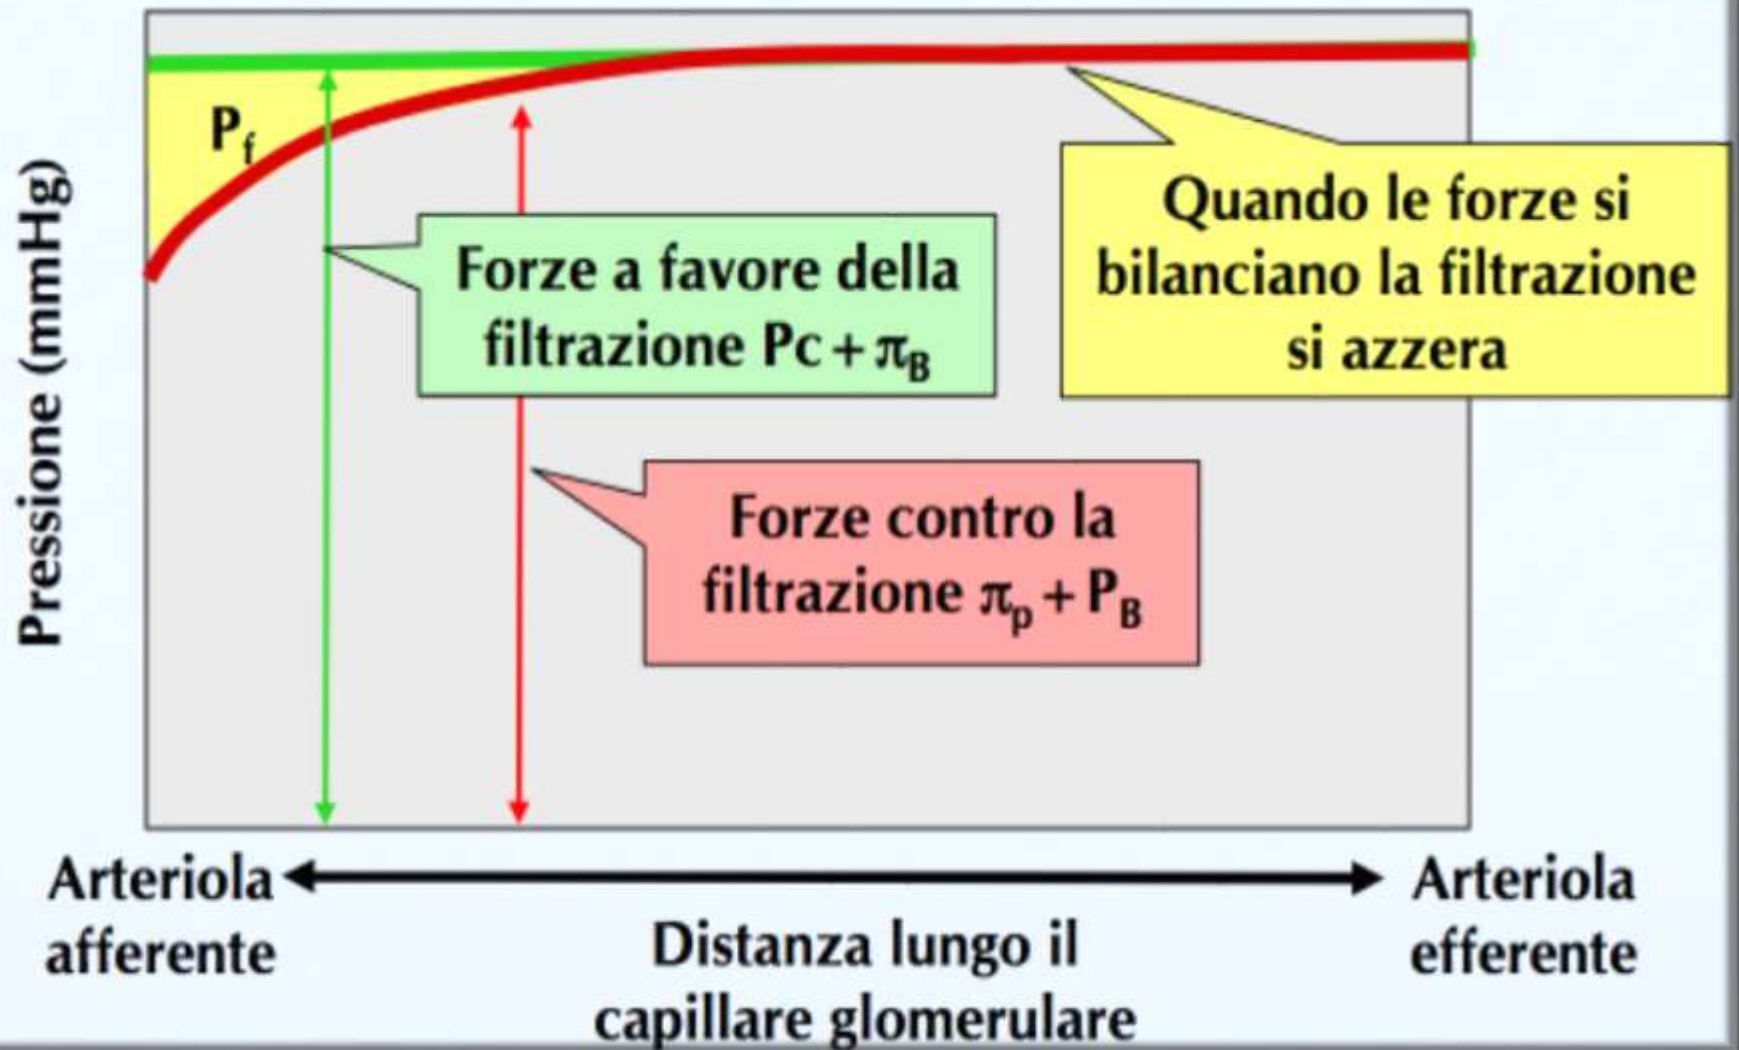 Pressione (mmHg)
Pf
Forze a favore della
filtrazione Pc + πB
Quando le forze si
bilanciano la filtrazione
si azzera
Forze contro la
filtrazione πp + PB
Arteriola
afferente
Distanza lungo il
capillare glomerulare
Arteriola
efferente